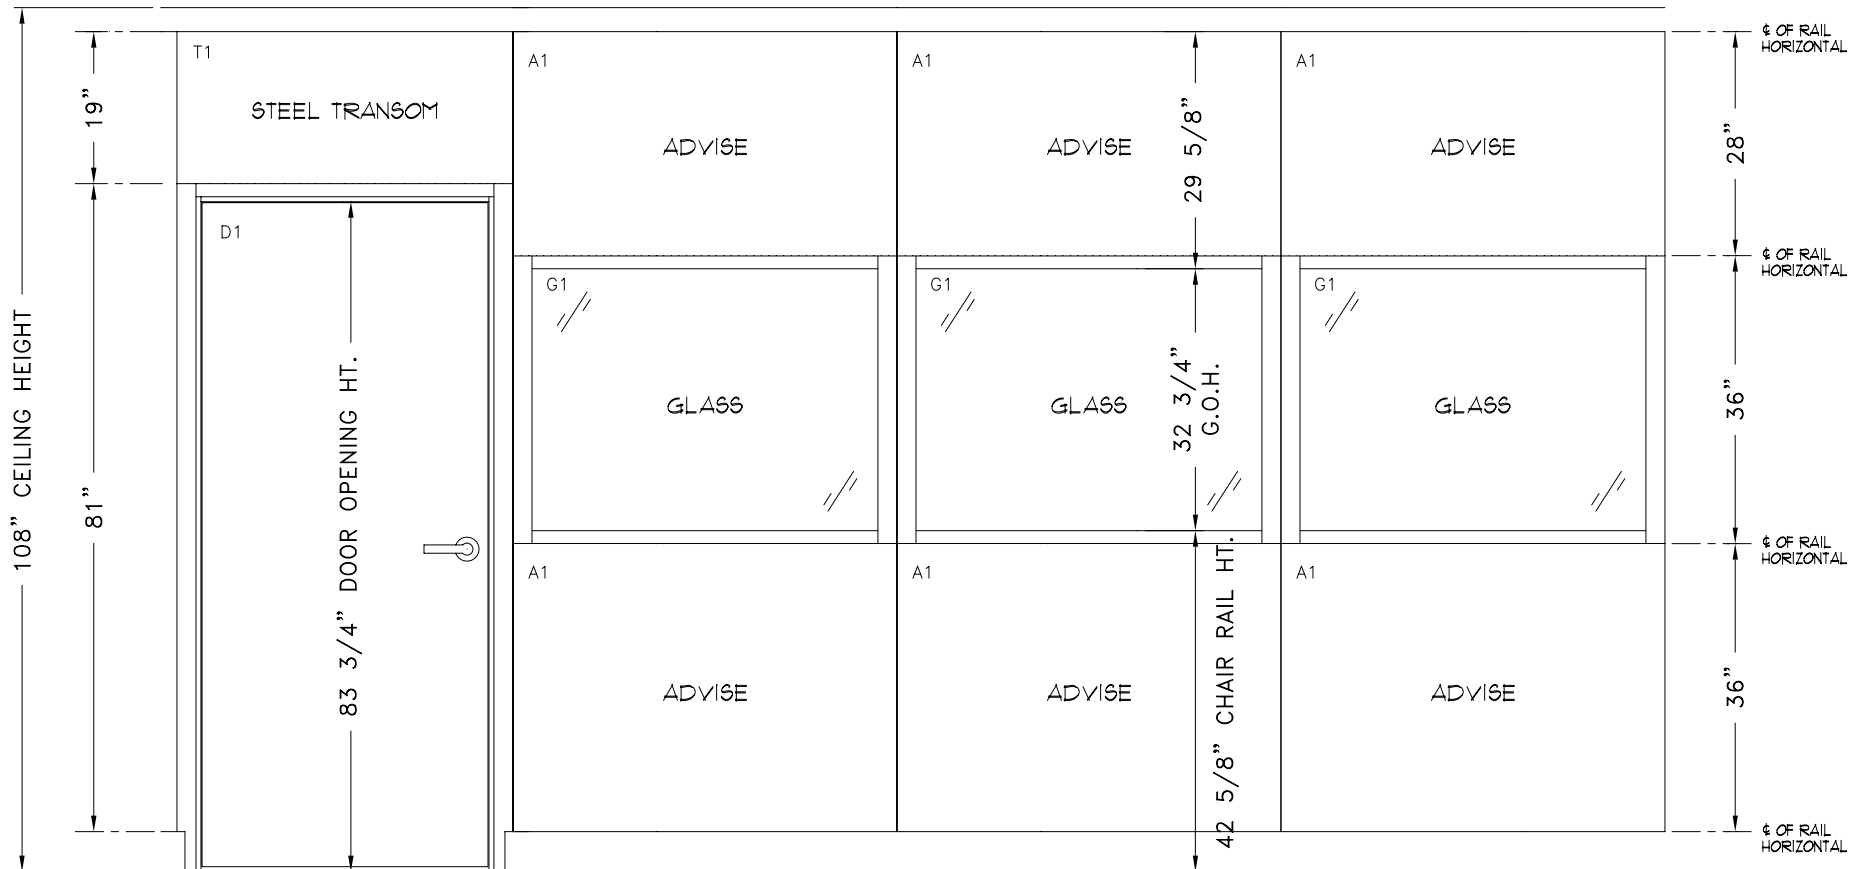 T1
STEEL TRANSOM
A1
ADVISE
A1
ADVISE
A1
ADVISE
29 5/8"
19"
28"
℄ OF RAIL
HORIZONTAL
℄ OF RAIL
HORIZONTAL
D1
G1
GLASS
G1
GLASS
G1
GLASS
32 3/4"
G.O.H.
36"
108" CEILING HEIGHT
81"
83 3/4" DOOR OPENING HT.
℄ OF RAIL
HORIZONTAL
A1
ADVISE
A1
ADVISE
A1
ADVISE
42 5/8" CHAIR RAIL HT.
36"
℄ OF RAIL
HORIZONTAL